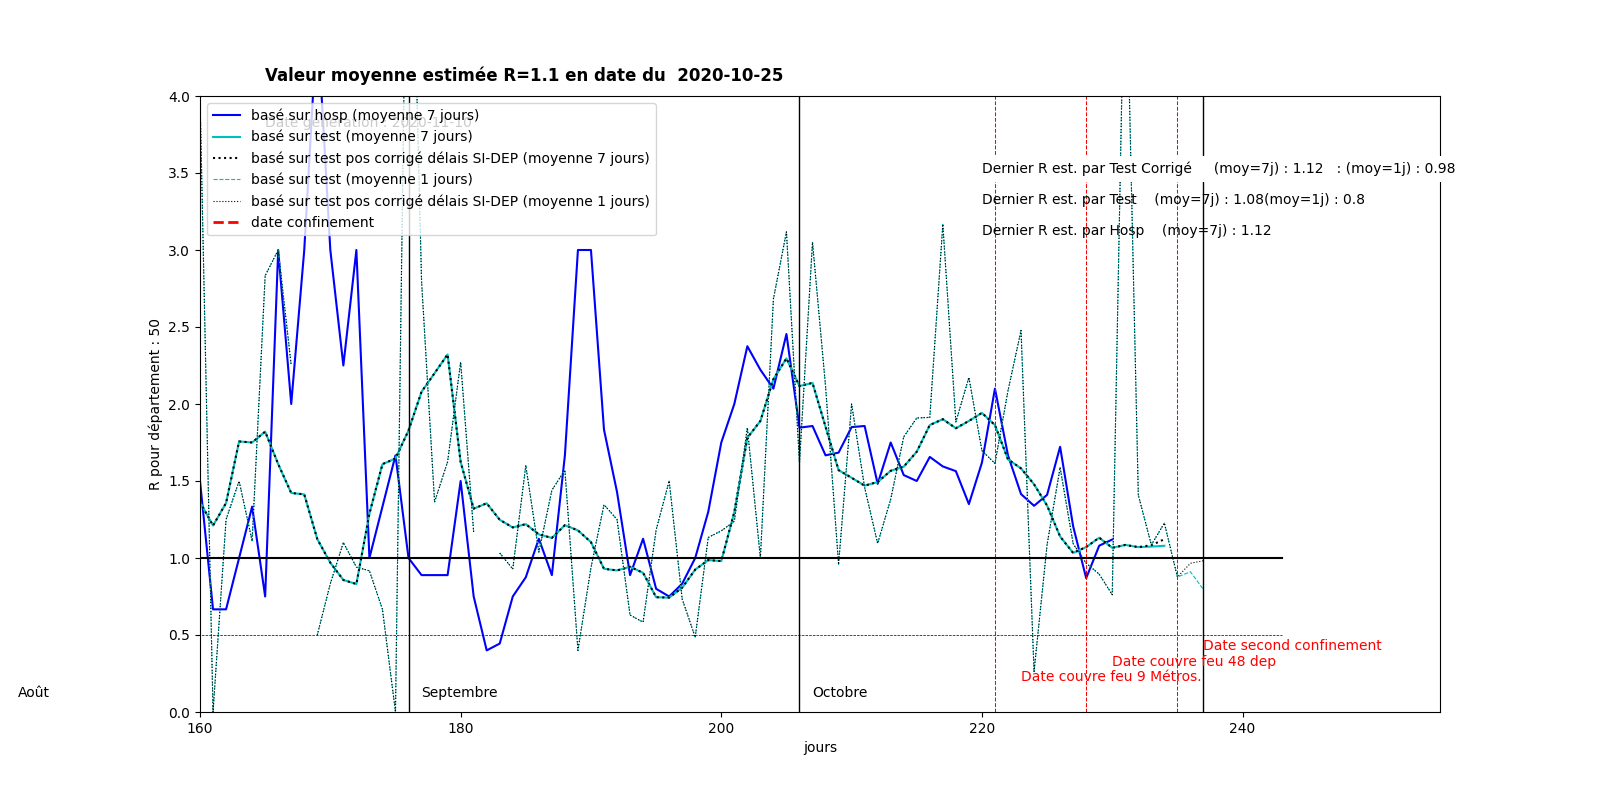 Valeur moyenne estimée R=1.1 en date du  2020-10-25
Date génération : 2020-11-10
basé sur hosp (moyenne 7 jours)
basé sur test (moyenne 7 jours)
basé sur test pos corrigé délais SI-DEP (moyenne 7 jours)
basé sur test (moyenne 1 jours)
basé sur test pos corrigé délais SI-DEP (moyenne 1 jours)
date confinement
Dernier R est. par Test Corrigé     (moy=7j) : 1.12   : (moy=1j) : 0.98
Dernier R est. par Test    (moy=7j) : 1.08(moy=1j) : 0.8
Dernier R est. par Hosp    (moy=7j) : 1.12
R pour département : 50
4.0
3.5
3.0
2.5
2.0
1.5
1.0
0.5
0.0
Date second confinement
Date couvre feu 48 dep
Date couvre feu 9 Métros.
Août
Septembre
Octobre
160
180
200
220
240
jours